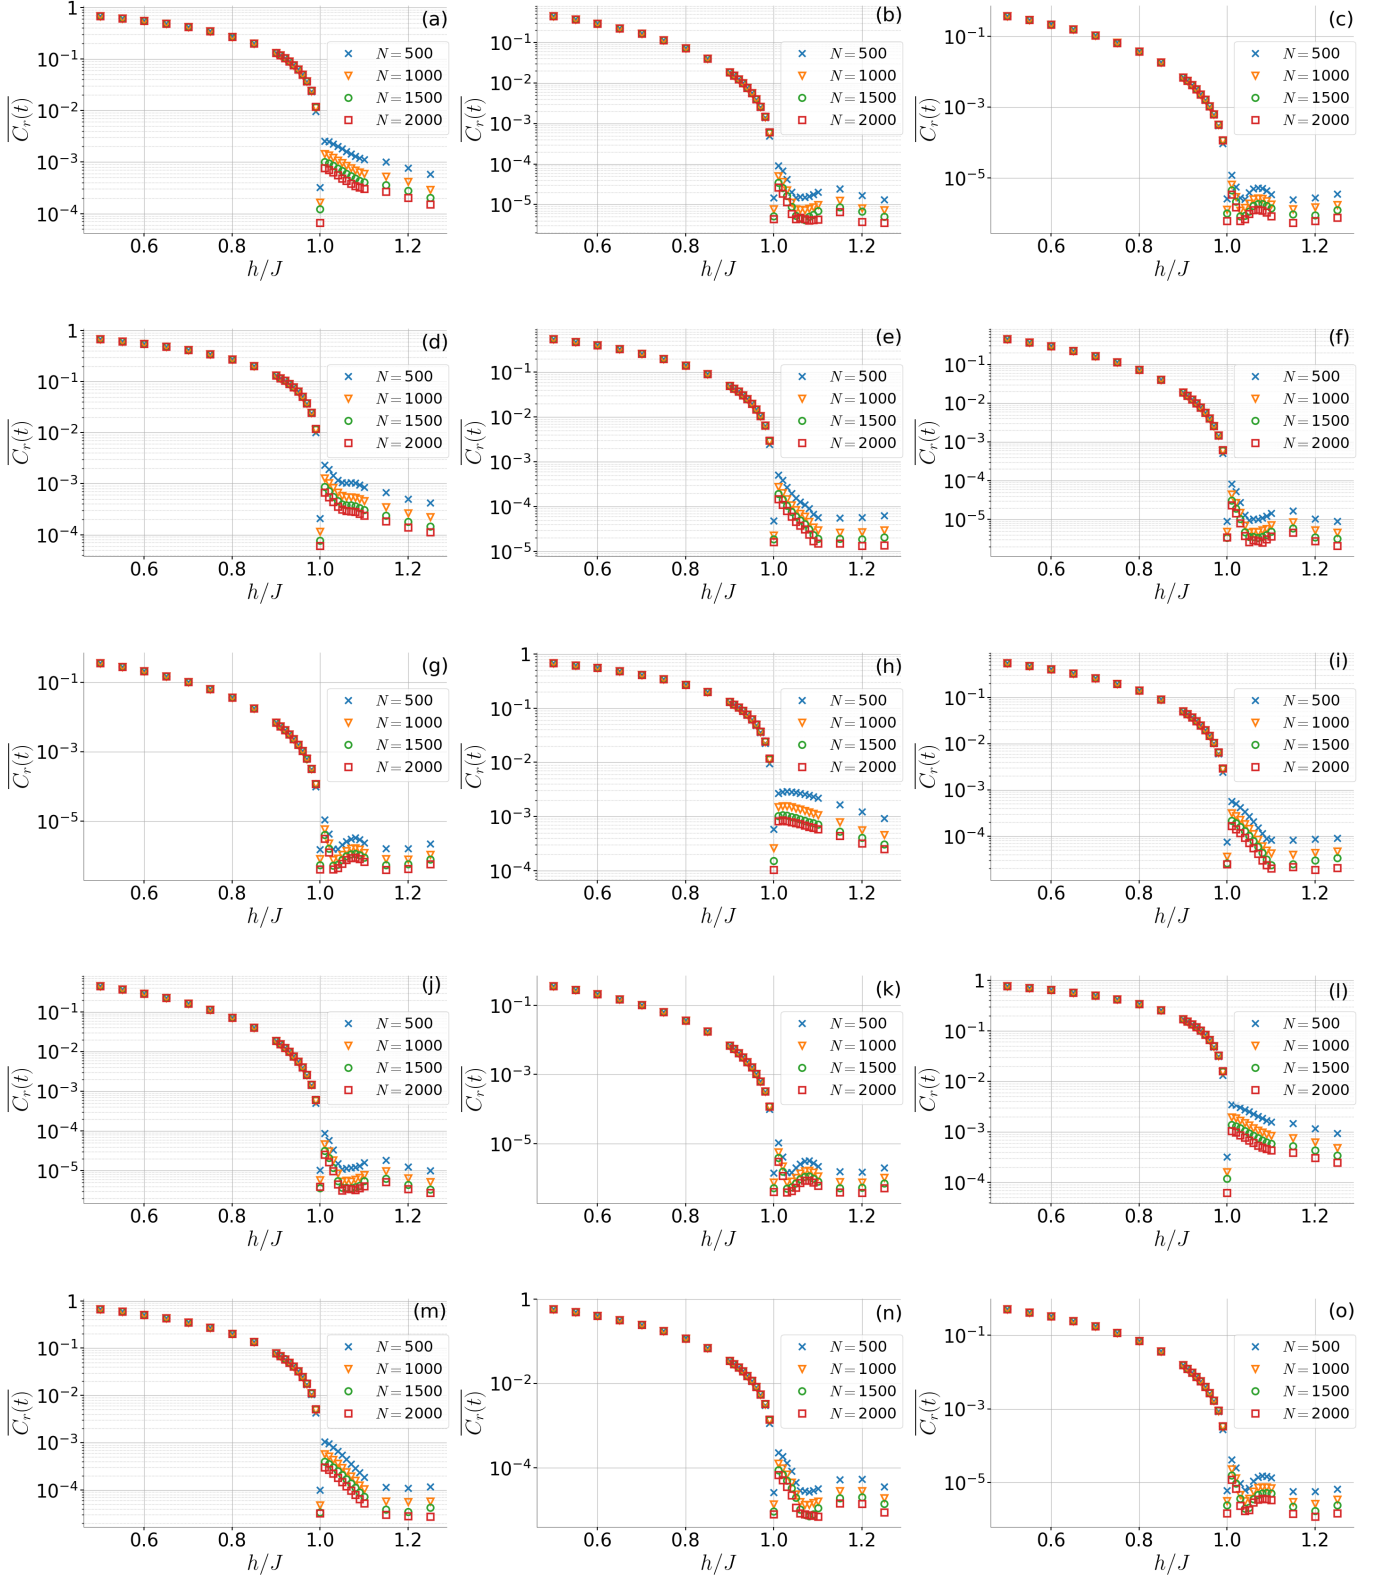 (a)
1
10⁻¹
10⁻²
10⁻³
10⁻⁴
C_r(t)
N = 500
N = 1000
N = 1500
N = 2000
0.6 0.8 1.0 1.2
h/J
(b)
10⁻¹
10⁻²
10⁻³
10⁻⁴
10⁻⁵
C_r(t)
N = 500
N = 1000
N = 1500
N = 2000
0.6 0.8 1.0 1.2
h/J
(c)
10⁻¹
10⁻³
10⁻⁵
C_r(t)
N = 500
N = 1000
N = 1500
N = 2000
0.6 0.8 1.0 1.2
h/J
(d)
1
10⁻¹
10⁻²
10⁻³
10⁻⁴
C_r(t)
N = 500
N = 1000
N = 1500
N = 2000
0.6 0.8 1.0 1.2
h/J
(e)
10⁻¹
10⁻²
10⁻³
10⁻⁴
10⁻⁵
C_r(t)
N = 500
N = 1000
N = 1500
N = 2000
0.6 0.8 1.0 1.2
h/J
(f)
10⁻¹
10⁻²
10⁻³
10⁻⁴
10⁻⁵
C_r(t)
N = 500
N = 1000
N = 1500
N = 2000
0.6 0.8 1.0 1.2
h/J
(g)
10⁻¹
10⁻³
10⁻⁵
C_r(t)
N = 500
N = 1000
N = 1500
N = 2000
0.6 0.8 1.0 1.2
h/J
(h)
1
10⁻¹
10⁻²
10⁻³
10⁻⁴
C_r(t)
N = 500
N = 1000
N = 1500
N = 2000
0.6 0.8 1.0 1.2
h/J
(i)
10⁻¹
10⁻²
10⁻³
10⁻⁴
C_r(t)
N = 500
N = 1000
N = 1500
N = 2000
0.6 0.8 1.0 1.2
h/J
(j)
10⁻¹
10⁻²
10⁻³
10⁻⁴
10⁻⁵
C_r(t)
N = 500
N = 1000
N = 1500
N = 2000
0.6 0.8 1.0 1.2
h/J
(k)
10⁻¹
10⁻³
10⁻⁵
C_r(t)
N = 500
N = 1000
N = 1500
N = 2000
0.6 0.8 1.0 1.2
h/J
(l)
1
10⁻¹
10⁻²
10⁻³
10⁻⁴
C_r(t)
N = 500
N = 1000
N = 1500
N = 2000
0.6 0.8 1.0 1.2
h/J
(m)
1
10⁻¹
10⁻²
10⁻³
10⁻⁴
C_r(t)
N = 500
N = 1000
N = 1500
N = 2000
0.6 0.8 1.0 1.2
h/J
(n)
1
10⁻²
10⁻⁴
C_r(t)
N = 500
N = 1000
N = 1500
N = 2000
0.6 0.8 1.0 1.2
h/J
(o)
10⁻¹
10⁻³
10⁻⁵
C_r(t)
N = 500
N = 1000
N = 1500
N = 2000
0.6 0.8 1.0 1.2
h/J